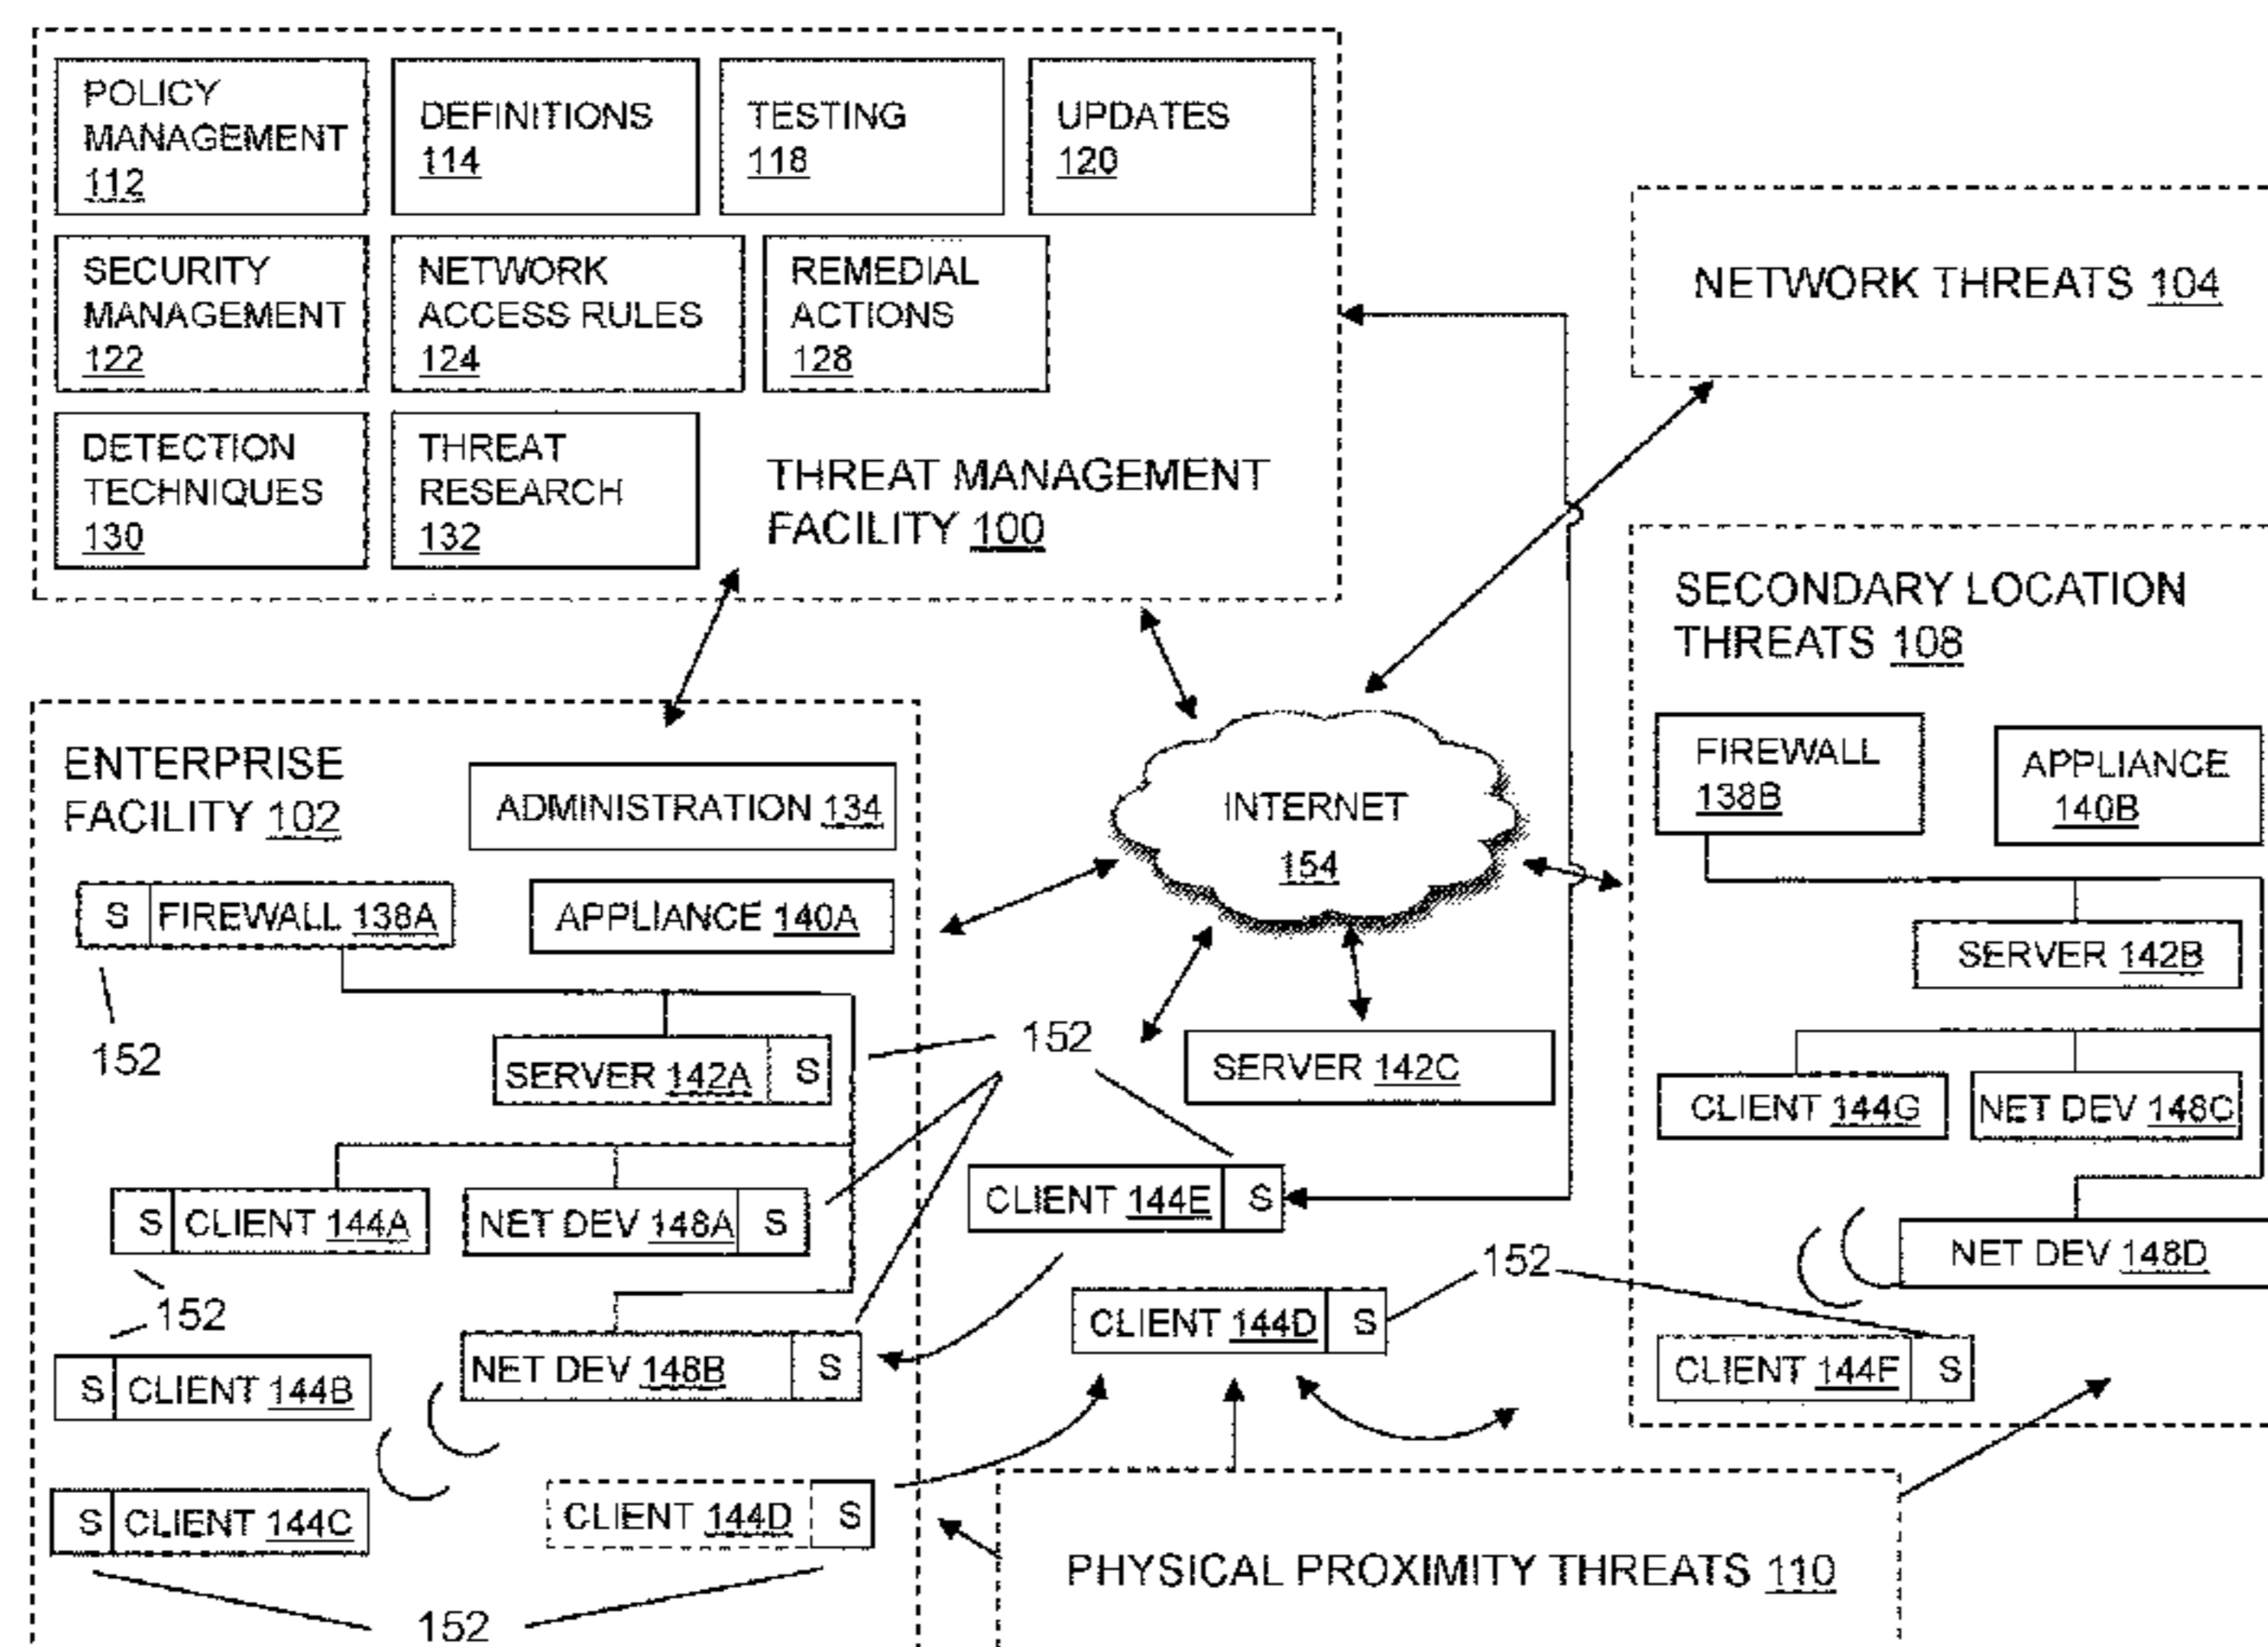 POLICY
MANAGEMENT
112
DEFINITIONS
114
TESTING
118
UPDATES
120
SECURITY
MANAGEMENT
122
NETWORK
ACCESS RULES
124
REMEDIAL
ACTIONS
128
DETECTION
TECHNIQUES
130
THREAT
RESEARCH
132
THREAT MANAGEMENT
FACILITY 100
NETWORK THREATS 104
SECONDARY LOCATION
THREATS 108
FIREWALL
138B
APPLIANCE
140B
SERVER 142B
CLIENT 144G
NET DEV 148C
NET DEV 148D
CLIENT 144F S
INTERNET
154
SERVER 142C
ENTERPRISE
FACILITY 102
ADMINISTRATION 134
S FIREWALL 138A
APPLIANCE 140A
152
SERVER 142A S
152
S CLIENT 144A
NET DEV 148A S
CLIENT 144E S
152
152
CLIENT 144D S
NET DEV 148B S
S CLIENT 144B
S CLIENT 144C
CLIENT 144D S
152
PHYSICAL PROXIMITY THREATS 110